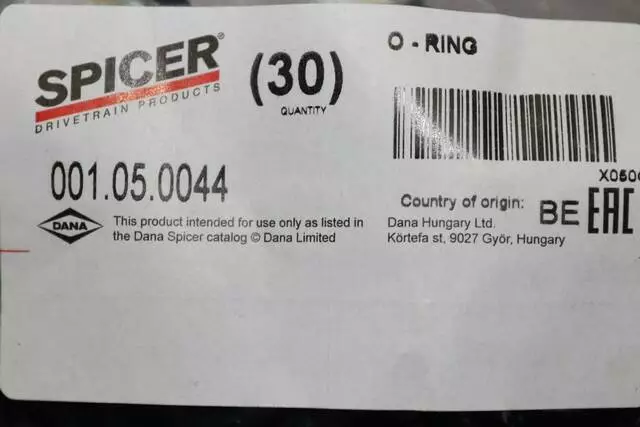 SPICER®
DRIVETRAIN PRODUCTS
(30)
QUANTITY
O - RING
001.05.0044
DANA
This product intended for use only as listed in
the Dana Spicer catalog © Dana Limited
Country of origin: BE
EAC
Dana Hungary Ltd.
Körtefa st, 9027 Győr, Hungary